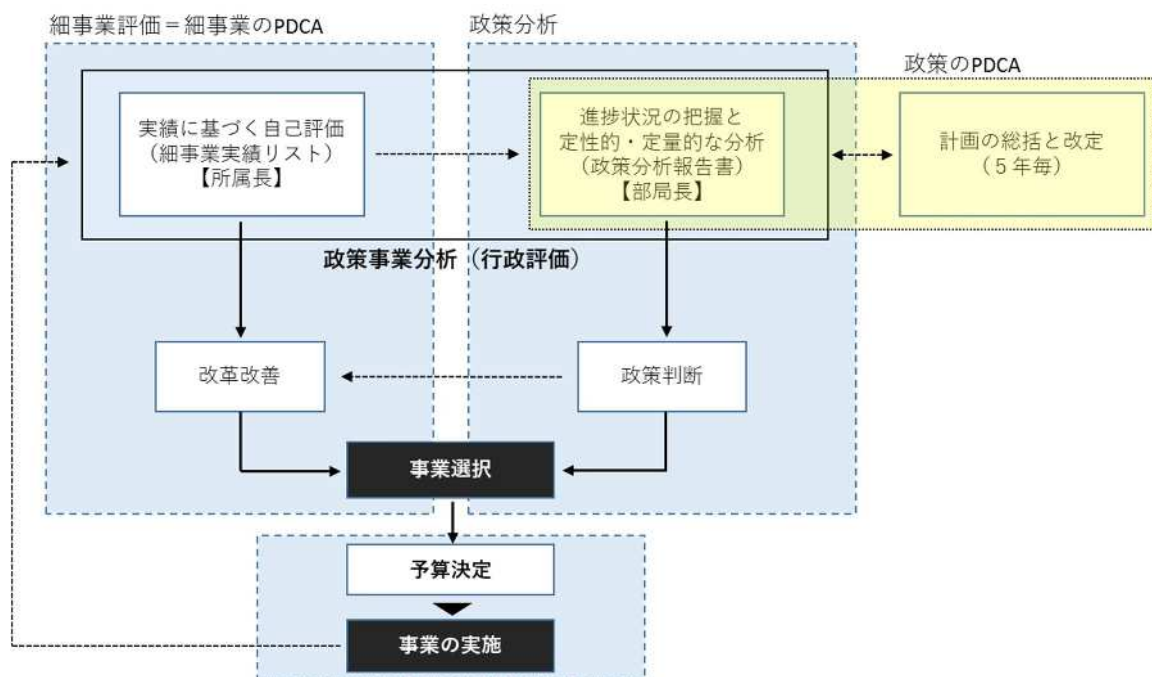 細事業評価＝細事業のPDCA
政策分析
政策のPDCA
実績に基づく自己評価
（細事業実績リスト）
【所属長】
進捗状況の把握と
定性的・定量的な分析
（政策分析報告書）
【部局長】
計画の総括と改定
（５年毎）
政策事業分析（行政評価）
改革改善
政策判断
事業選択
予算決定
事業の実施